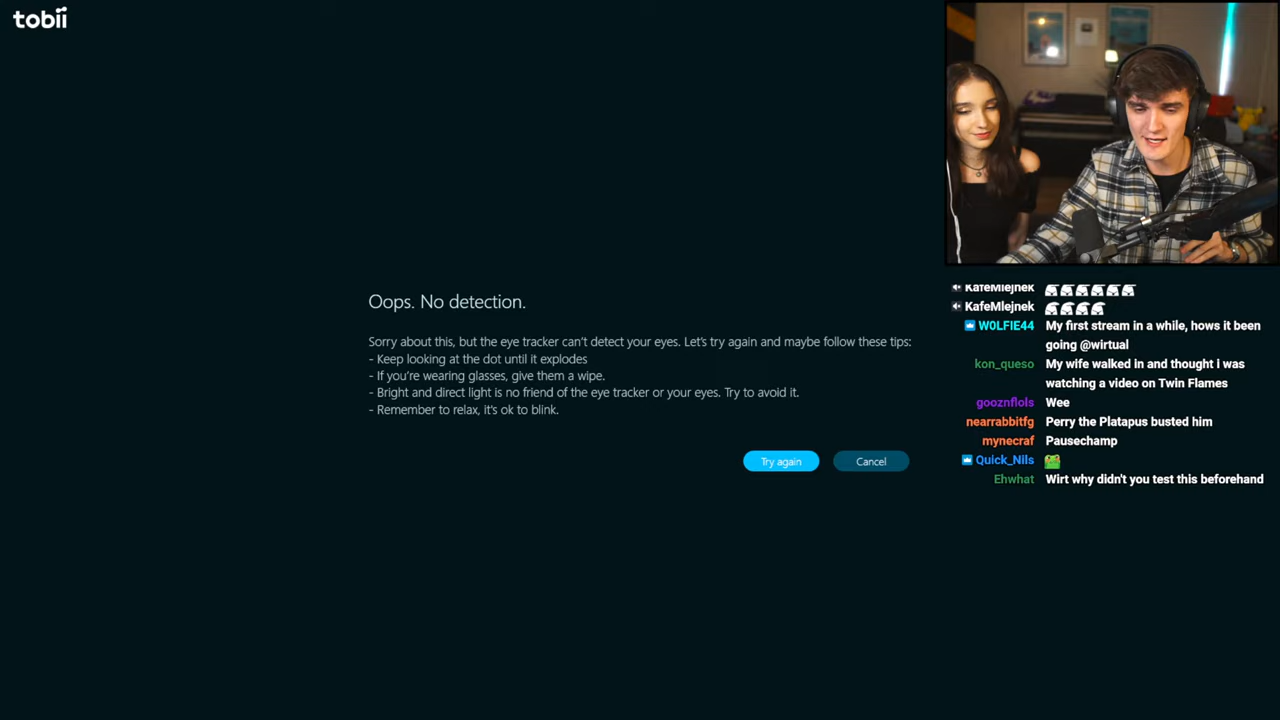 tobii
Oops. No detection.
Sorry about this, but the eye tracker can't detect your eyes. Let's try again and maybe follow these tips:
- Keep looking at the dot until it explodes
- If you're wearing glasses, give them a wipe.
- Bright and direct light is no friend of the eye tracker or your eyes. Try to avoid it.
- Remember to relax, it's ok to blink.
Try again
Cancel
KafeMlejnek
KafeMlejnek
W0LFIE44 My first stream in a while, hows it been
going @wirtual
kon_queso My wife walked in and thought i was
watching a video on Twin Flames
gooznflols Wee
nearrabbitfg Perry the Platapus busted him
mynecraf Pausechamp
Quick_Nils
Ehwhat Wirt why didn't you test this beforehand